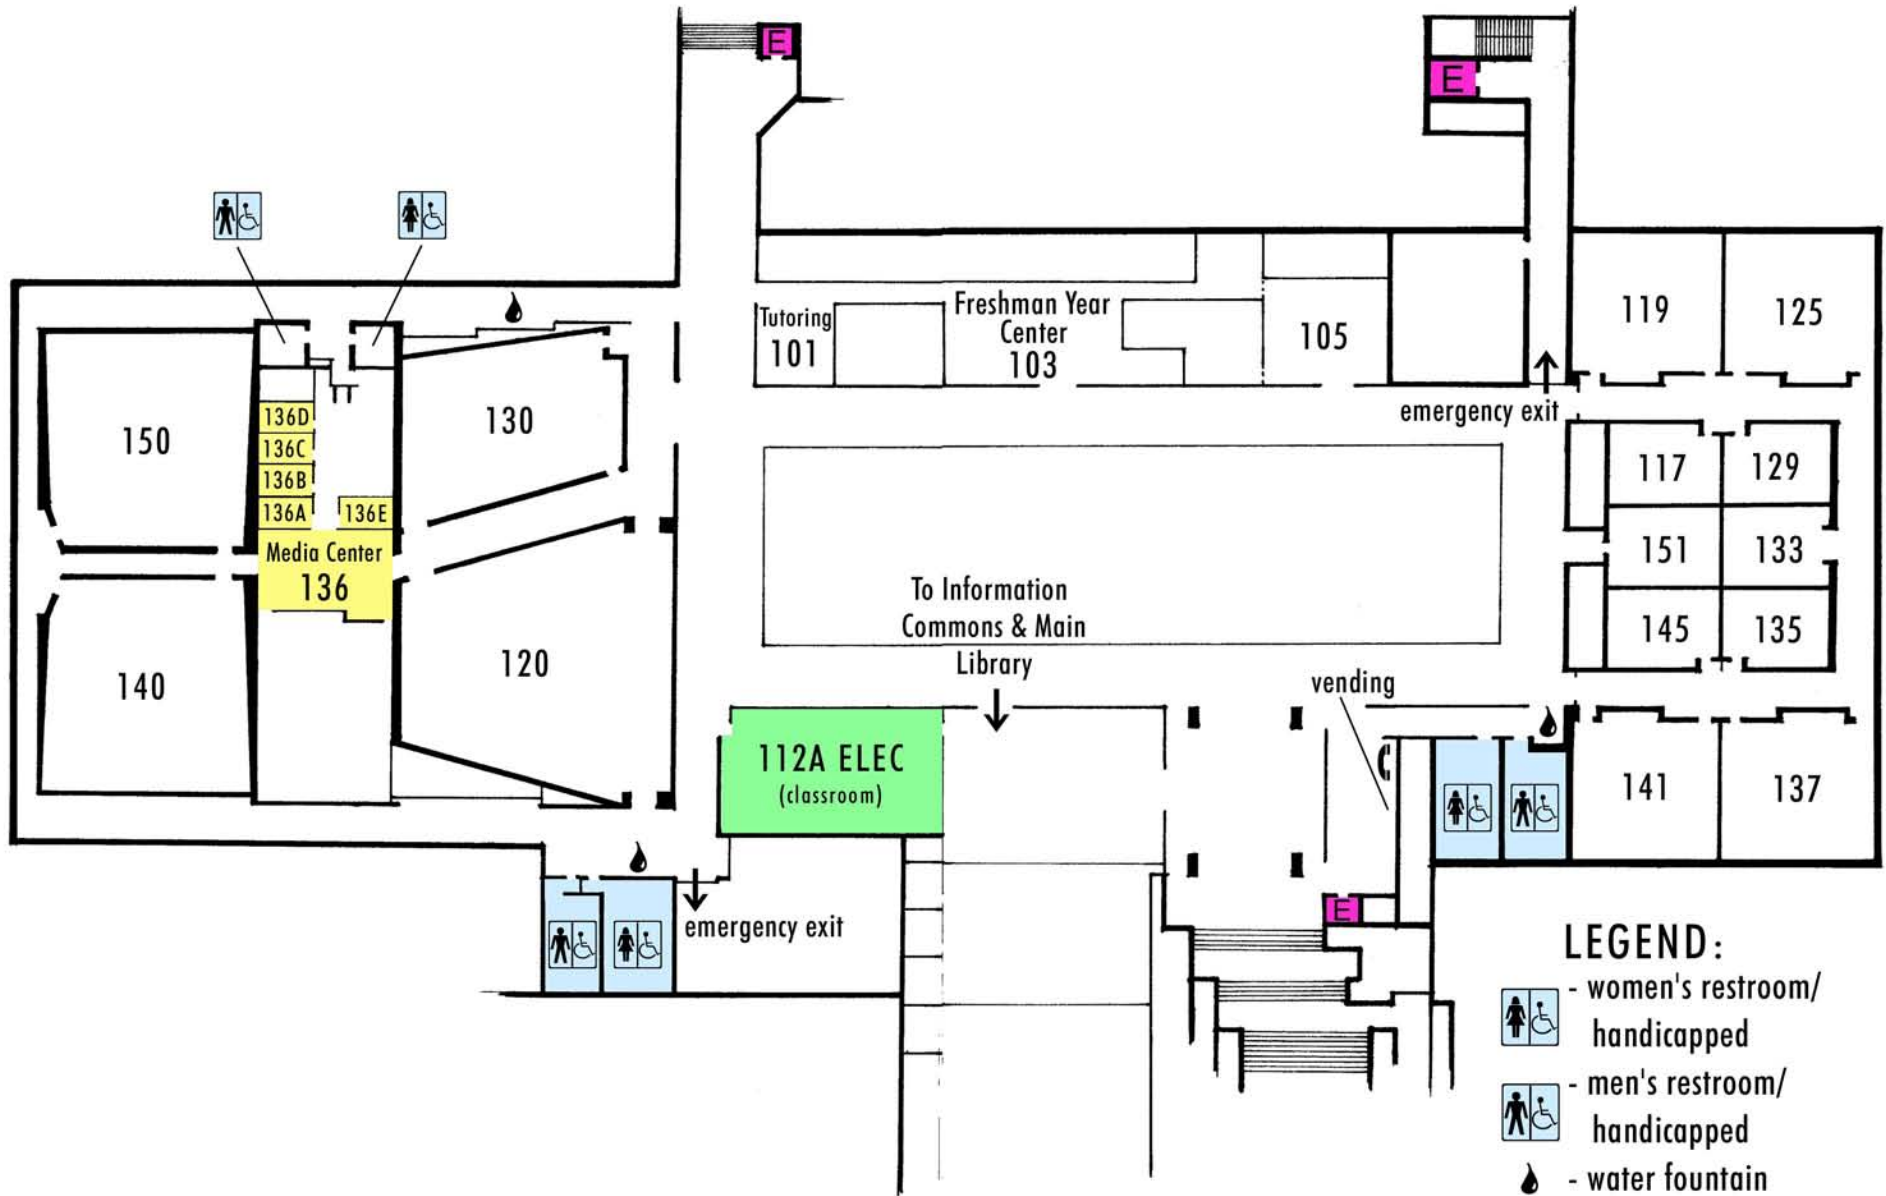 E
E
Tutoring
101
Freshman Year
Center
103
105
119
125
emergency exit
150
136D
136C
136B
136A
136E
Media Center
136
130
117
129
151
133
145
135
140
120
To Information
Commons & Main
Library
vending
112A ELEC
(classroom)
141
137
emergency exit
E
LEGEND:
- women's restroom/
handicapped
- men's restroom/
handicapped
- water fountain